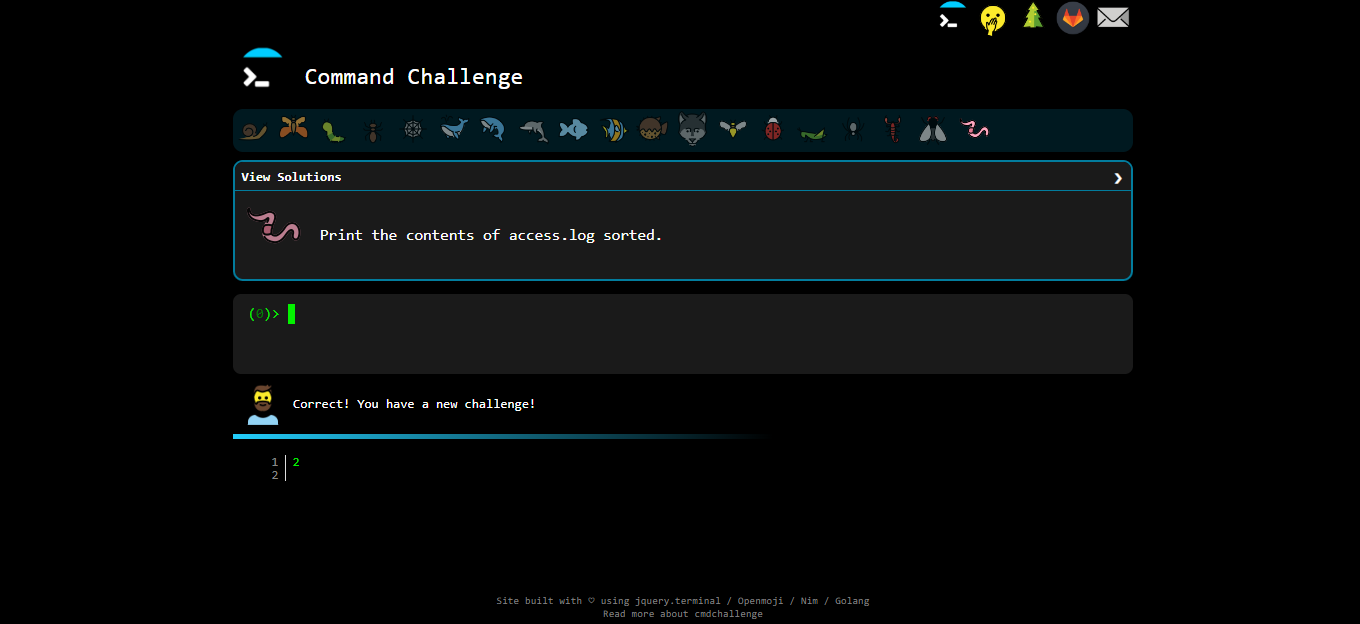 Command Challenge
View Solutions
Print the contents of access.log sorted.
(0)>
Correct! You have a new challenge!
1 2
2
Site built with ♡ using jquery.terminal / Openmoji / Nim / Golang
Read more about cmdchallenge